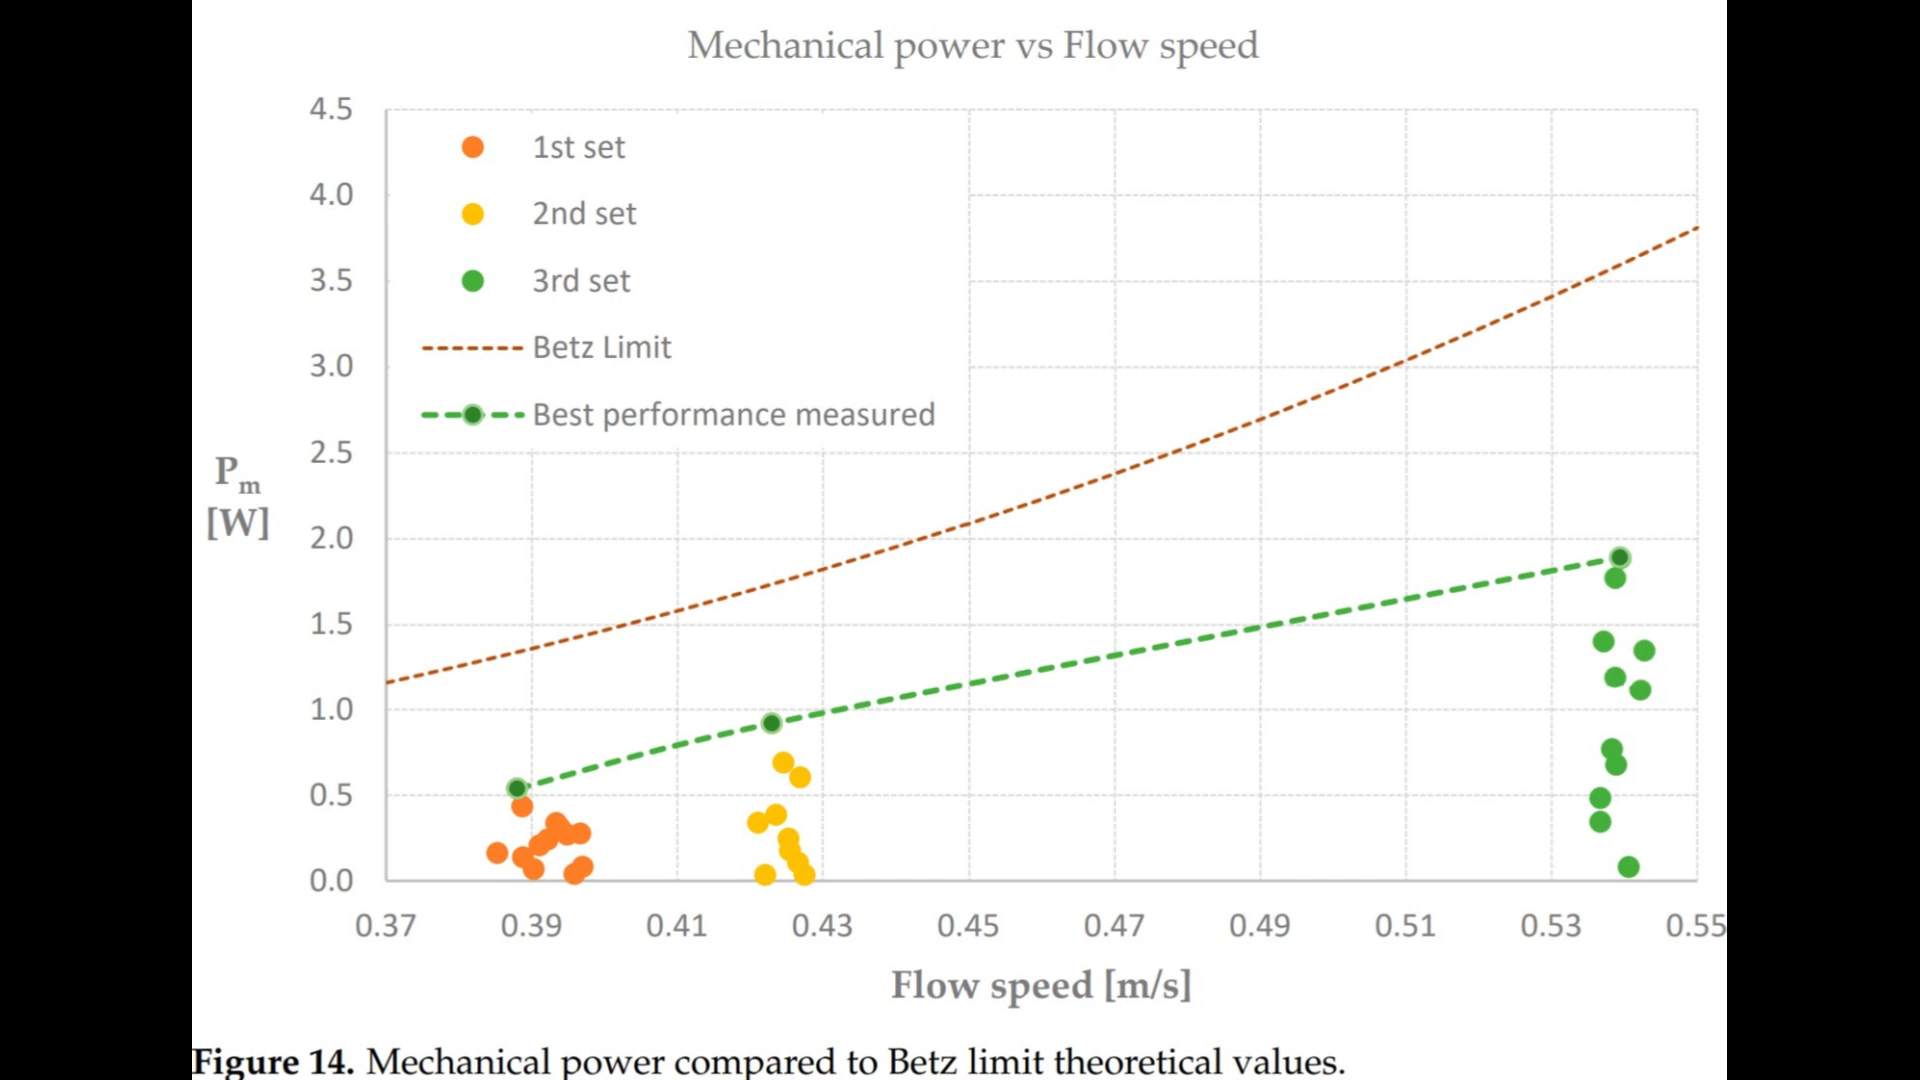 Mechanical power vs Flow speed
4.5
4.0
3.5
3.0
2.5
2.0
1.5
1.0
0.5
0.0
1st set
2nd set
3rd set
Betz Limit
Best performance measured
Pm
[W]
0.37 0.39 0.41 0.43 0.45 0.47 0.49 0.51 0.53 0.55
Flow speed [m/s]
Figure 14. Mechanical power compared to Betz limit theoretical values.